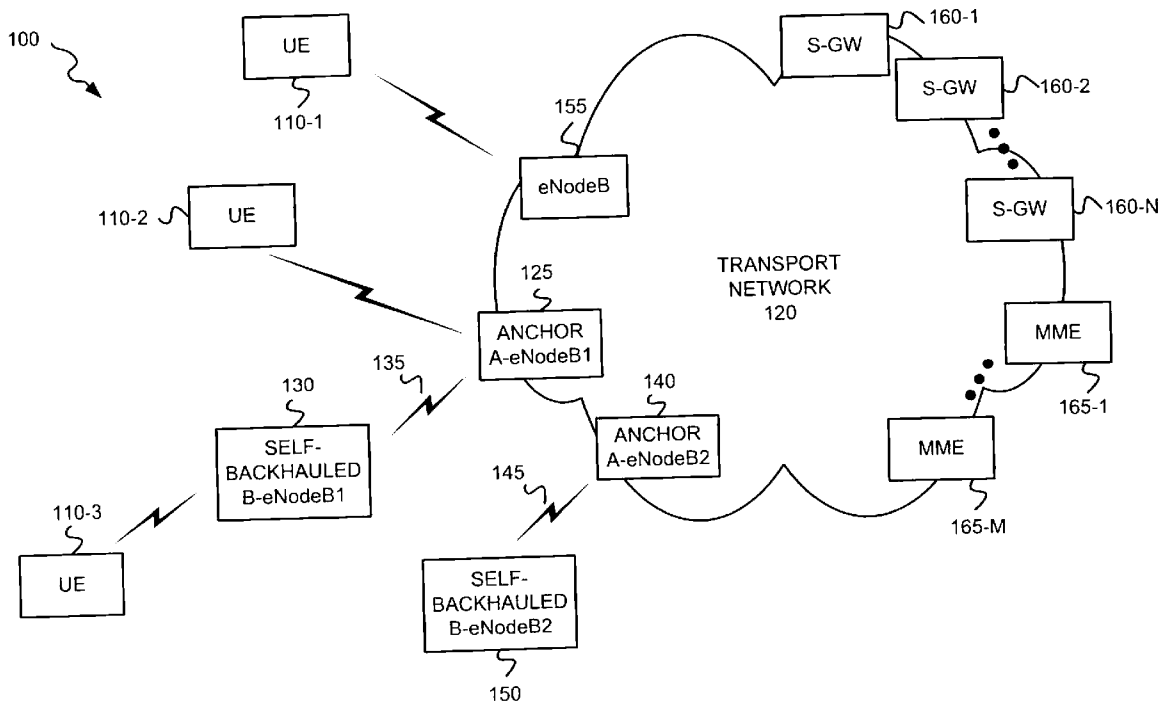 100
UE
110-1
S-GW
160-1
S-GW
160-2
155
eNodeB
S-GW
160-N
110-2
UE
TRANSPORT
NETWORK
120
125
ANCHOR
A-eNodeB1
MME
165-1
135
130
SELF-
BACKHAULED
B-eNodeB1
140
ANCHOR
A-eNodeB2
MME
165-M
145
110-3
UE
SELF-
BACKHAULED
B-eNodeB2
150